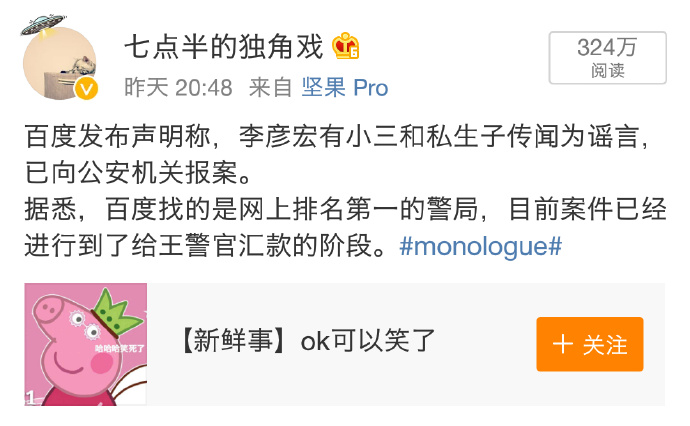 七点半的独角戏
324万
阅读
昨天 20:48 来自 坚果 Pro
百度发布声明称，李彦宏有小三和私生子传闻为谣言，
已向公安机关报案。
据悉，百度找的是网上排名第一的警局，目前案件已经
进行到了给王警官汇款的阶段。#monologue#
哈哈哈笑死了
【新鲜事】ok可以笑了
+ 关注
1